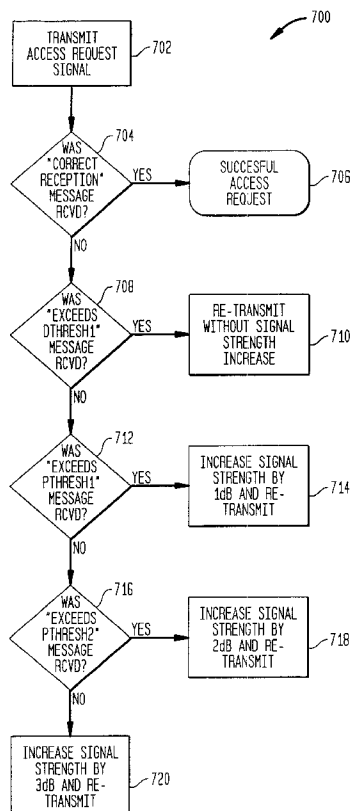 700
TRANSMIT
ACCESS REQUEST
SIGNAL
702
WAS
"CORRECT
RECEPTION"
MESSAGE
RCVD?
704
YES
NO
SUCCESFUL
ACCESS
REQUEST
706
WAS
"EXCEEDS
DTHRESH1"
MESSAGE
RCVD?
708
YES
NO
RE-TRANSMIT
WITHOUT SIGNAL
STRENGTH
INCREASE
710
WAS
"EXCEEDS
PTHRESH1"
MESSAGE
RCVD?
712
YES
NO
INCREASE SIGNAL
STRENGTH BY
1dB AND RE-
TRANSMIT
714
WAS
"EXCEEDS
PTHRESH2"
MESSAGE
RCVD?
716
YES
NO
INCREASE SIGNAL
STRENGTH BY
2dB AND RE-
TRANSMIT
718
INCREASE SIGNAL
STRENGTH BY
3dB AND RE-
TRANSMIT
720